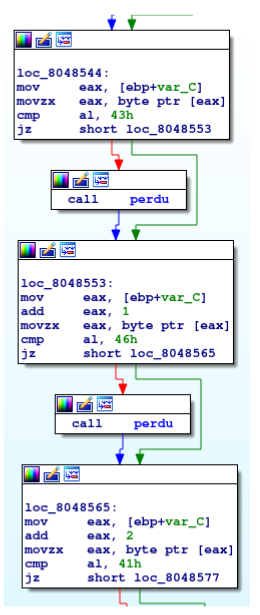 loc_8048544:
mov eax, [ebp+var_C]
movzx eax, byte ptr [eax]
cmp al, 43h
jz short loc_8048553
call perdu
loc_8048553:
mov eax, [ebp+var_C]
add eax, 1
movzx eax, byte ptr [eax]
cmp al, 46h
jz short loc_8048565
call perdu
loc_8048565:
mov eax, [ebp+var_C]
add eax, 2
movzx eax, byte ptr [eax]
cmp al, 41h
jz short loc_8048577